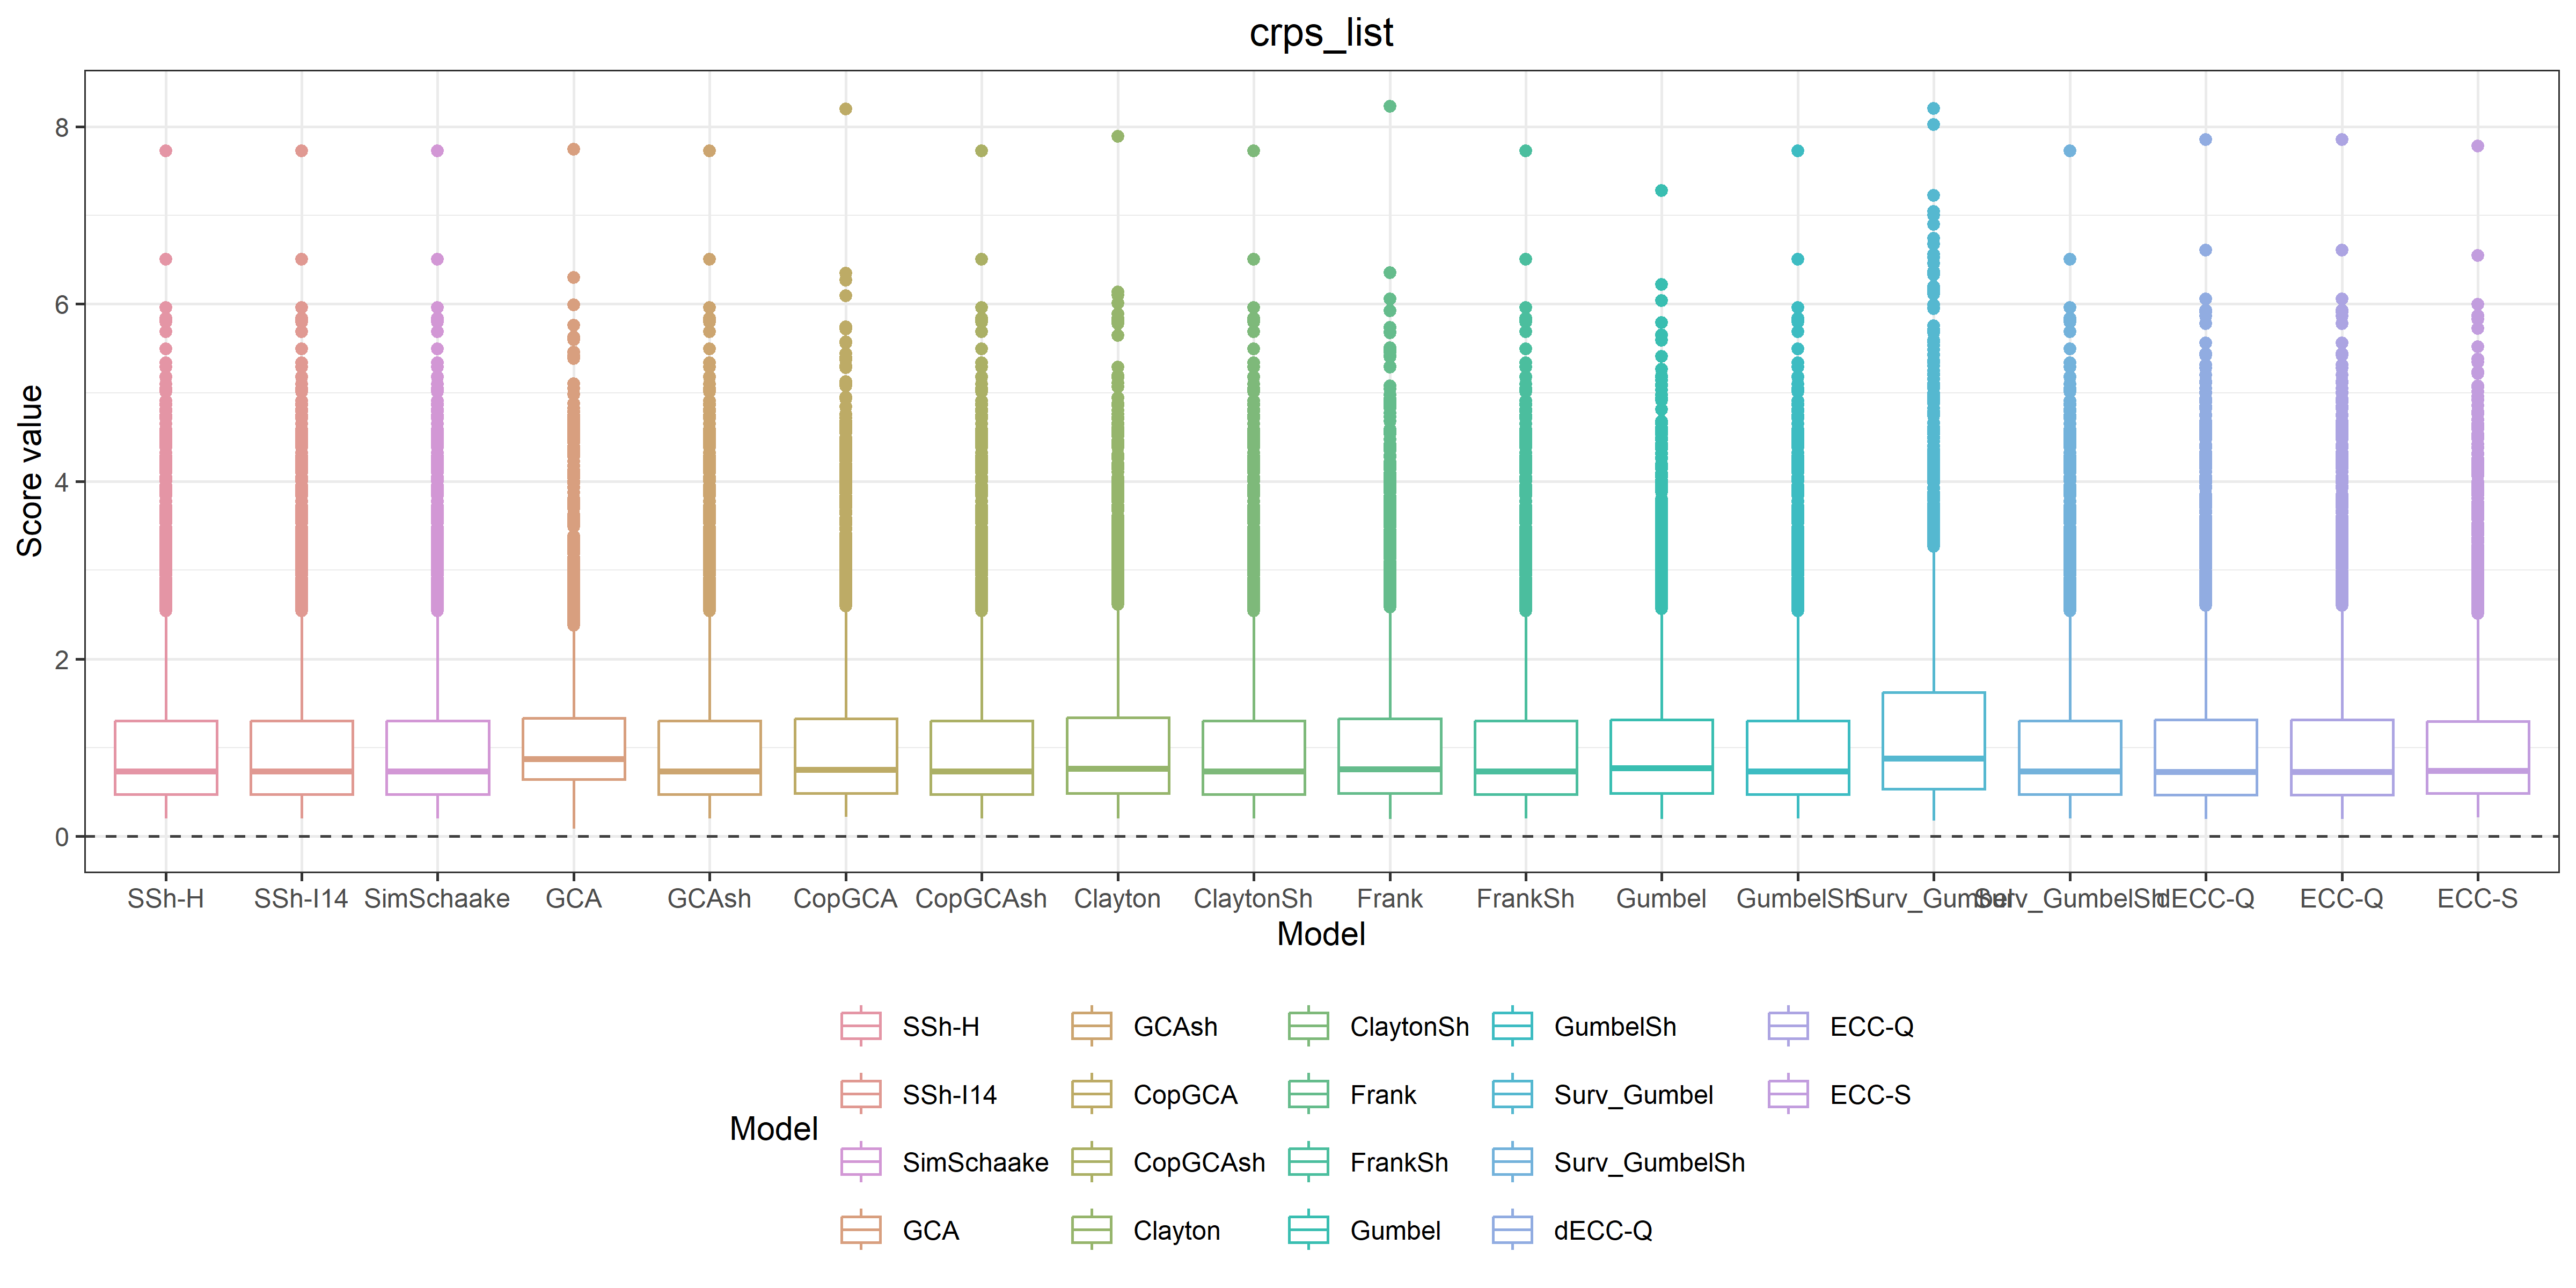 crps_list
8
6
4
2
0
Score value
SSh-H SSh-I14 SimSchaake GCA GCAsh CopGCA CopGCAsh Clayton ClaytonSh Frank FrankSh Gumbel GumbelSh Surv_Gumbel Surv_GumbelSh dECC-Q ECC-Q ECC-S
Model
Model
SSh-H GCAsh ClaytonSh GumbelSh ECC-Q
SSh-I14 CopGCA Frank Surv_Gumbel ECC-S
SimSchaake CopGCAsh FrankSh Surv_GumbelSh
GCA Clayton Gumbel dECC-Q